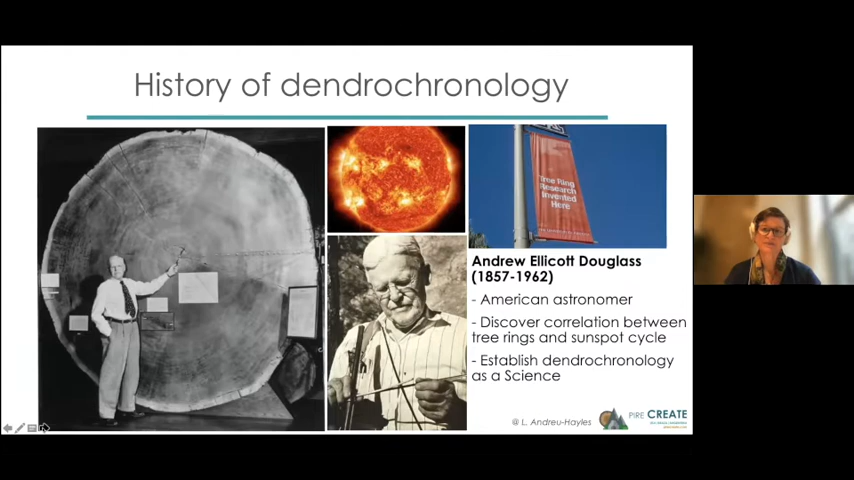 History of dendrochronology
Tree Ring
Research
Invented
Here
Andrew Ellicott Douglass
(1857-1962)
- American astronomer
- Discover correlation between
tree rings and sunspot cycle
- Establish dendrochronology
as a Science
@ L. Andreu-Hayles
PIRE CREATE